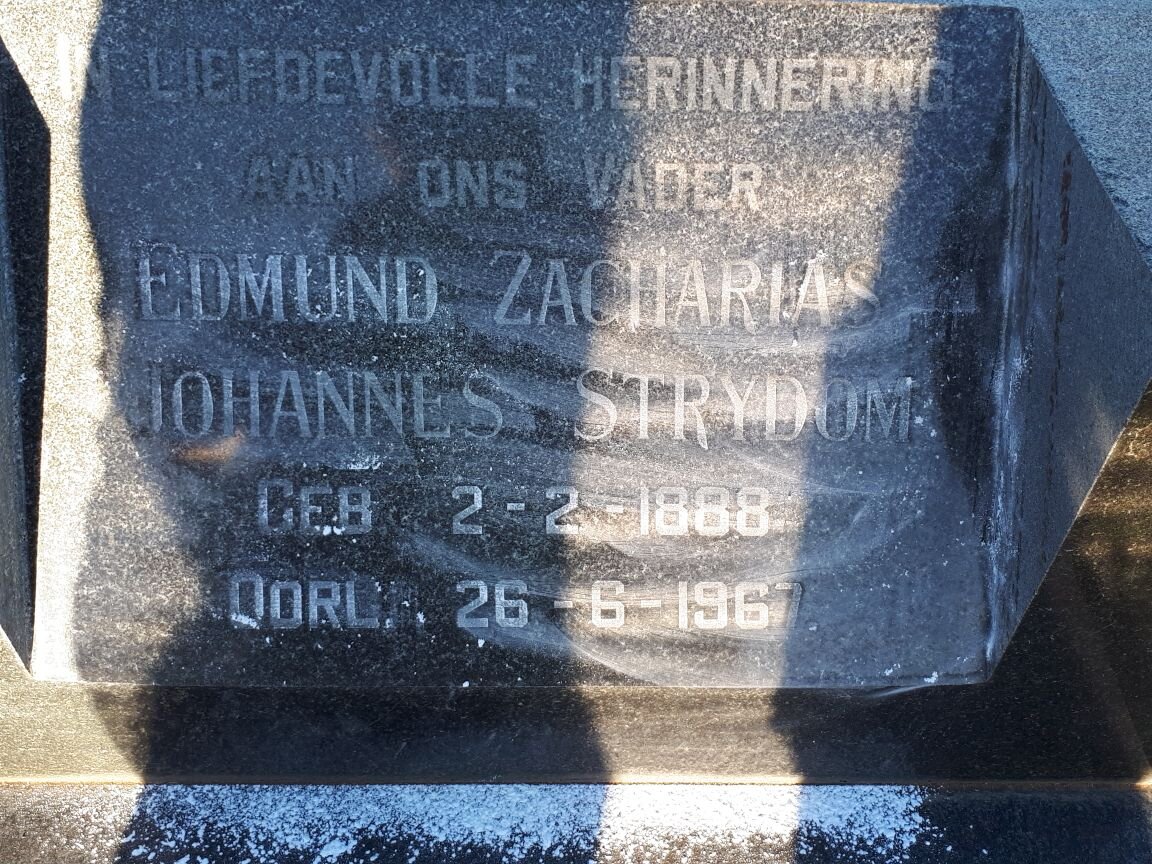 IN LIEFDEVOLLE HERINNERING
AAN ONS VADER
EDMUND ZACHARIAS
JOHANNES STRYDOM
GEB 2-2-1888
OORL. 26-6-1967